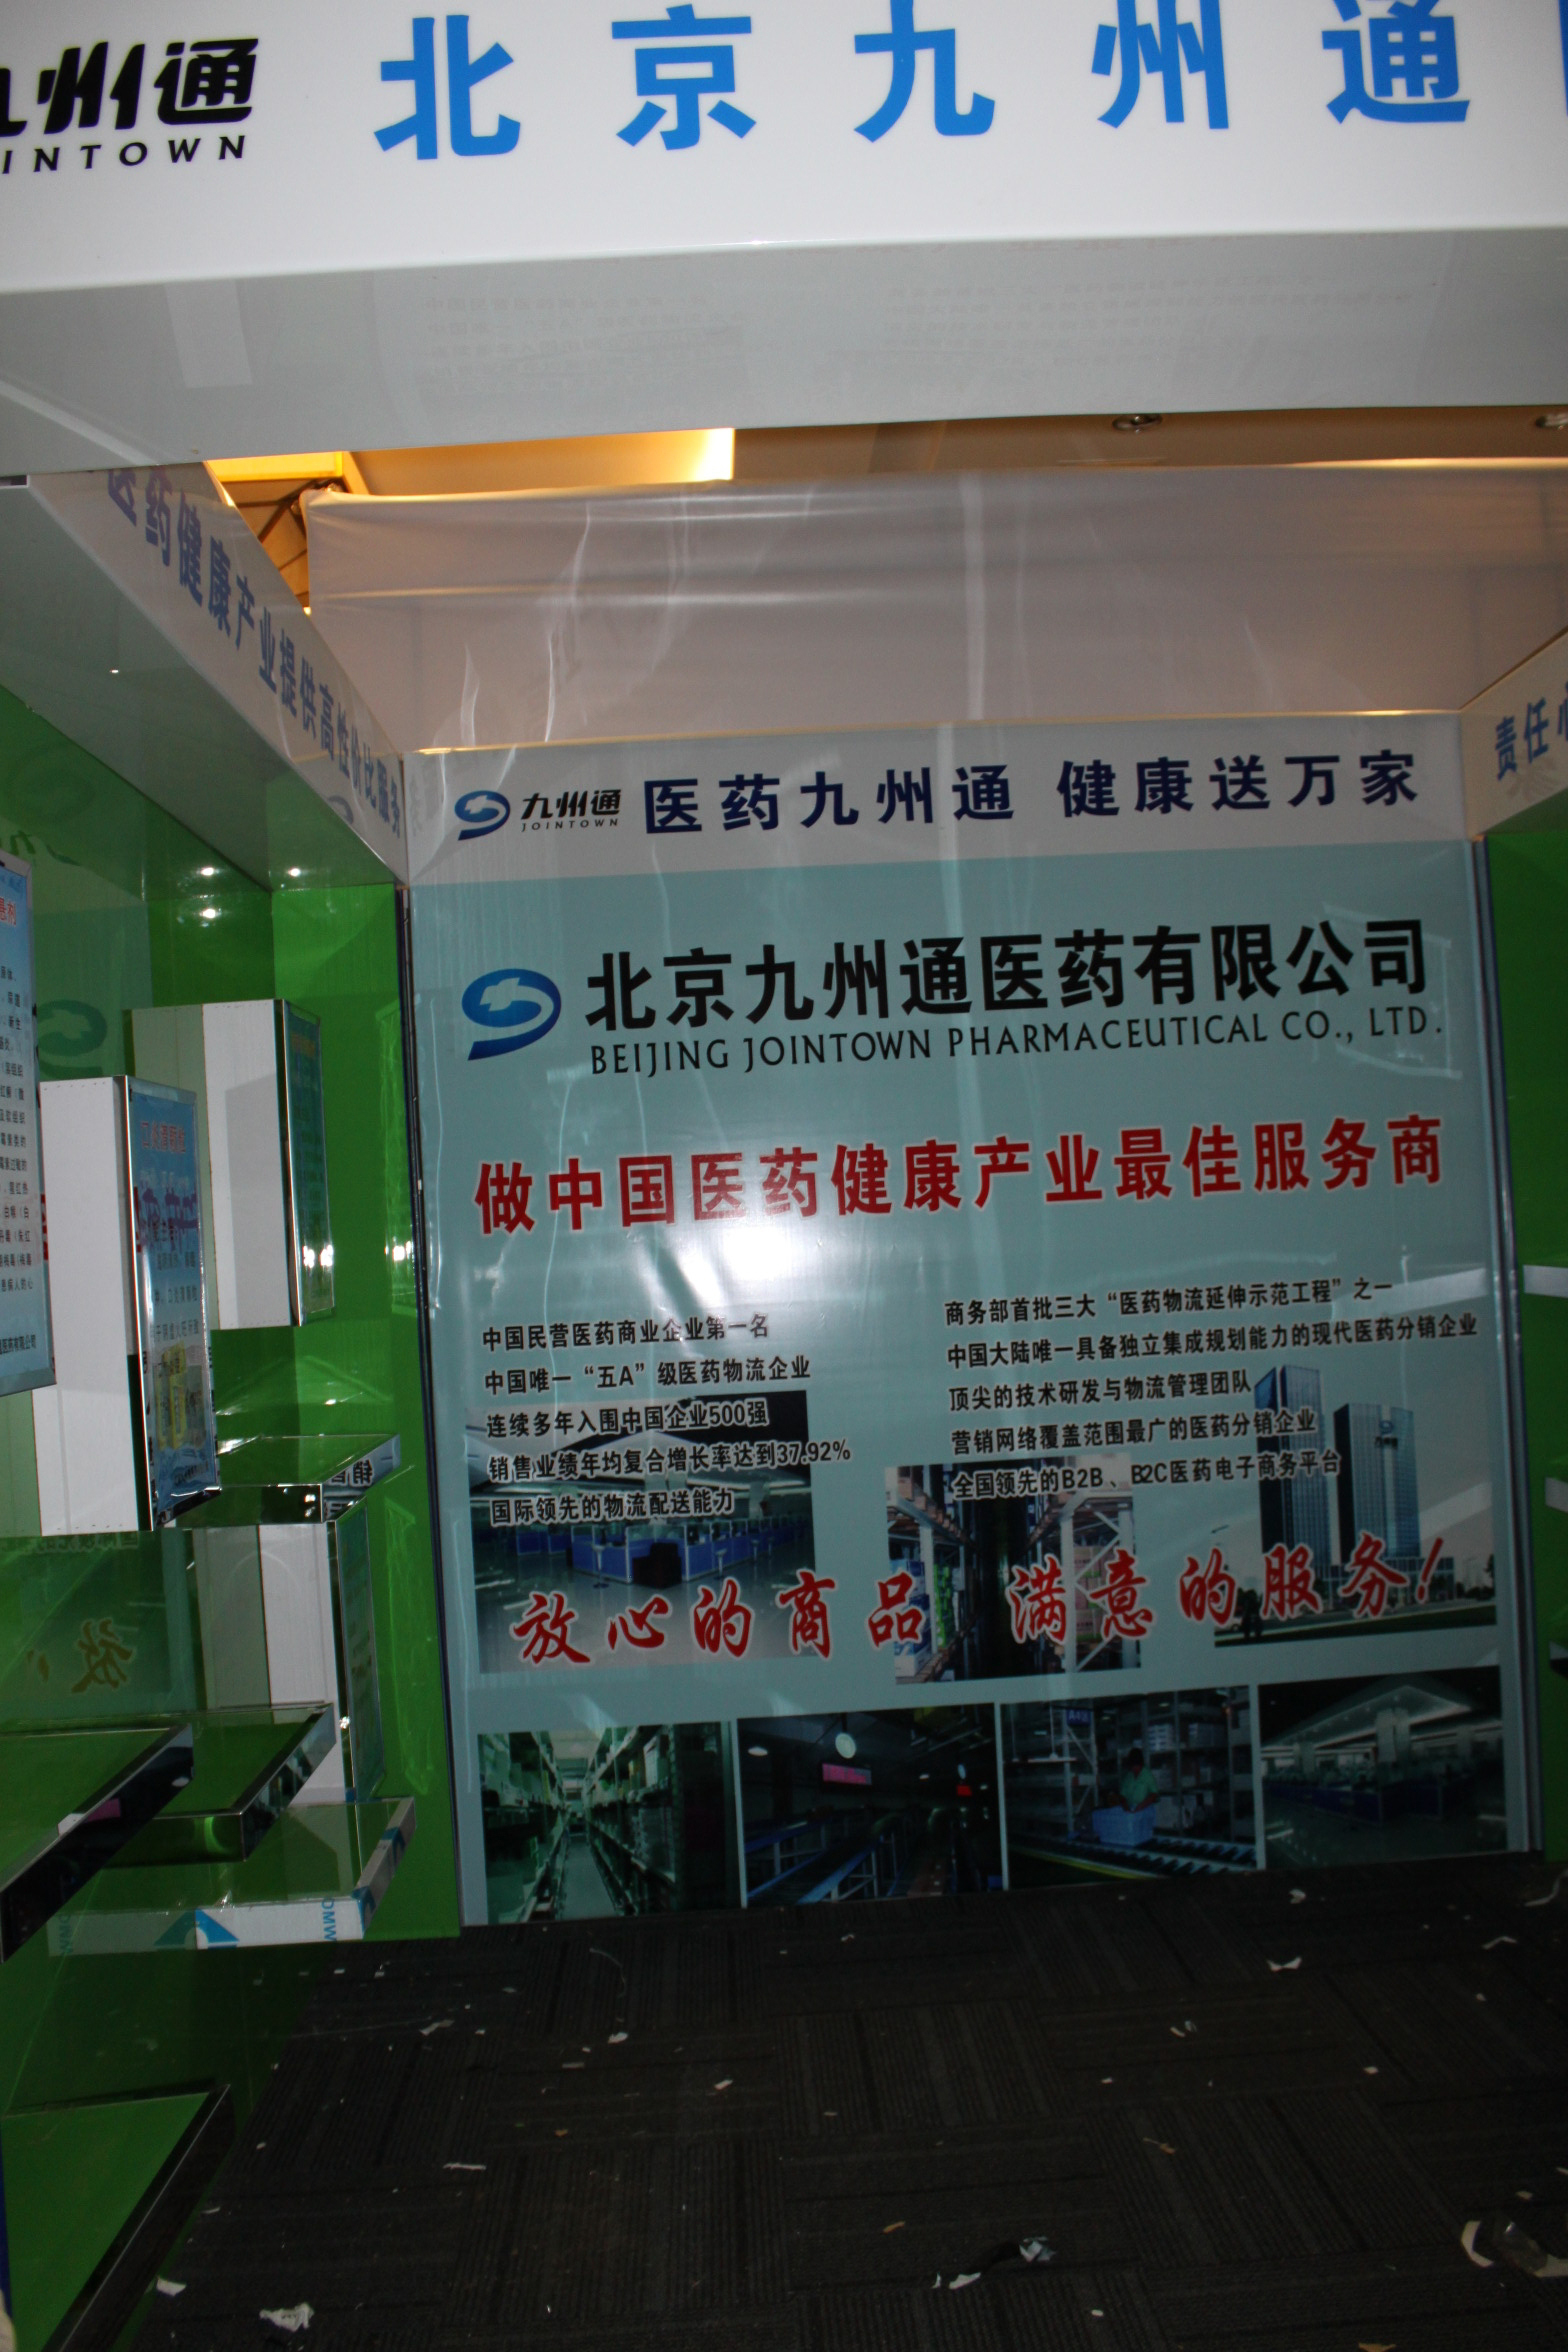 九州通
北京九州通
INTOWN
医药健康产业提供高性价比服务
责任
九州通
JOINTOWN
医药九州通 健康送万家
北京九州通医药有限公司
BEIJING JOINTOWN PHARMACEUTICAL CO., LTD.
做中国医药健康产业最佳服务商
中国民营医药商业企业第一名
中国唯一“五A”级医药物流企业
连续多年入围中国企业500强
销售业绩年均复合增长率达到37.92%
国际领先的物流配送能力
商务部首批三大“医药物流延伸示范工程”之一
中国大陆唯一具备独立集成规划能力的现代医药分销企业
顶尖的技术研发与物流管理团队
营销网络覆盖范围最广的医药分销企业
全国领先的B2B、B2C医药电子商务平台
放心的商品 满意的服务!